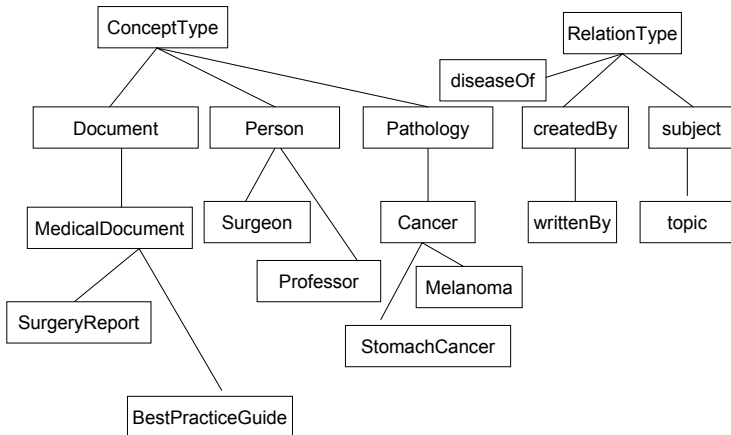 ConceptType
RelationType
diseaseOf
Document
Person
Pathology
createdBy
subject
MedicalDocument
Surgeon
Cancer
writtenBy
topic
Professor
Melanoma
SurgeryReport
StomachCancer
BestPracticeGuide